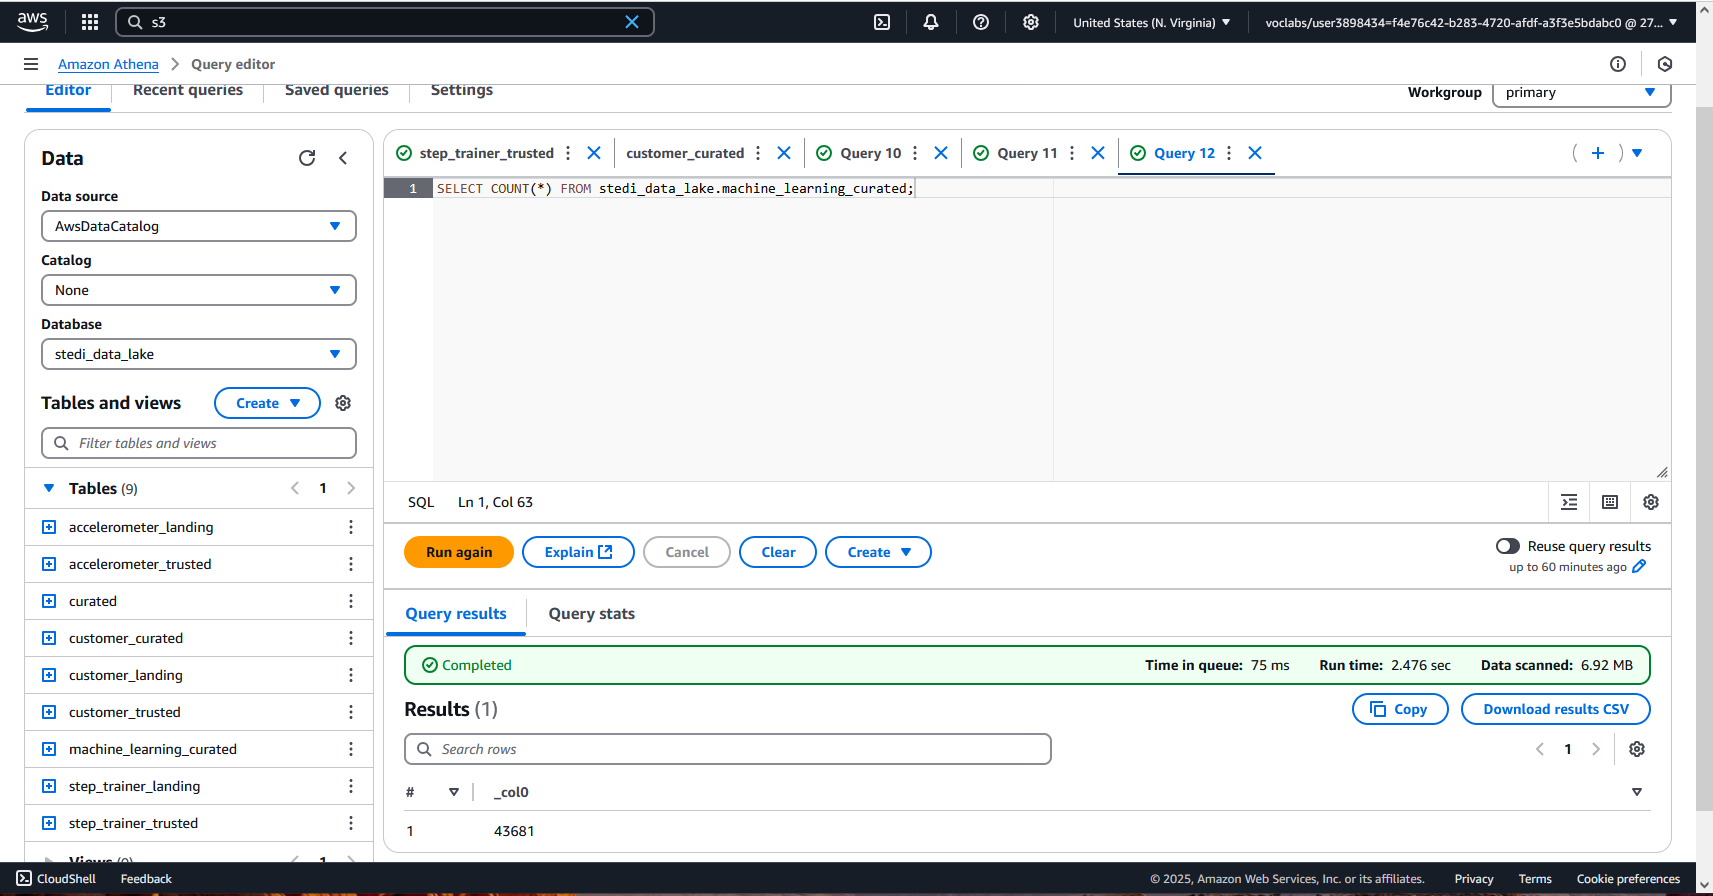 aws
s3
United States (N. Virginia)
voclabs/user3898434=f4e76c42-b283-4720-afdf-a3f3e5bdabc0 @ 27...
Amazon Athena
Query editor
Editor
Recent queries
Saved queries
Settings
Workgroup
primary
Data
Data source
AwsDataCatalog
Catalog
None
Database
stedi_data_lake
Tables and views
Create
Filter tables and views
Tables (9)
1
accelerometer_landing
accelerometer_trusted
curated
customer_curated
customer_landing
customer_trusted
machine_learning_curated
step_trainer_landing
step_trainer_trusted
Views (0)
1
step_trainer_trusted
customer_curated
Query 10
Query 11
Query 12
1
SELECT COUNT(*) FROM stedi_data_lake.machine_learning_curated;
SQL
Ln 1, Col 63
Run again
Explain
Cancel
Clear
Create
Reuse query results
up to 60 minutes ago
Query results
Query stats
Completed
Time in queue: 75 ms
Run time: 2.476 sec
Data scanned: 6.92 MB
Results (1)
Copy
Download results CSV
Search rows
1
#
_col0
1
43681
CloudShell
Feedback
© 2025, Amazon Web Services, Inc. or its affiliates.
Privacy
Terms
Cookie preferences